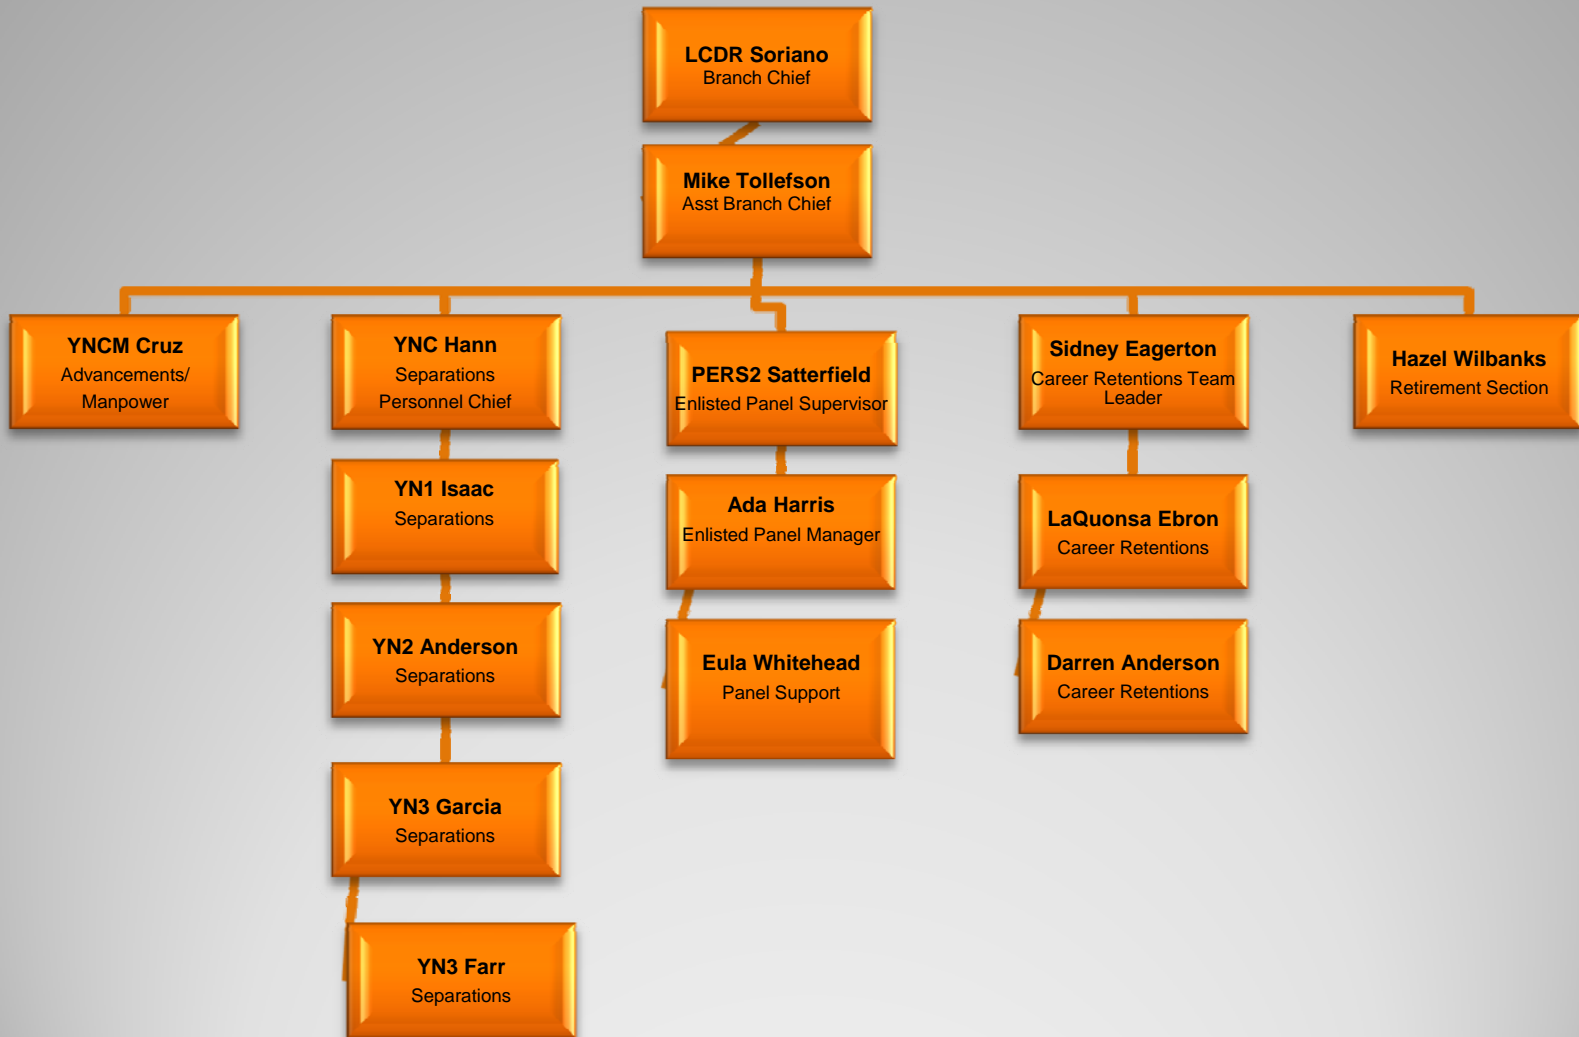 LCDR Soriano
Branch Chief
Mike Tollefson
Asst Branch Chief
YNCM Cruz
Advancements/
Manpower
YNC Hann
Separations
Personnel Chief
PERS2 Satterfield
Enlisted Panel Supervisor
Sidney Eagerton
Career Retentions Team
Leader
Hazel Wilbanks
Retirement Section
YN1 Isaac
Separations
Ada Harris
Enlisted Panel Manager
LaQuonsa Ebron
Career Retentions
YN2 Anderson
Separations
Eula Whitehead
Panel Support
Darren Anderson
Career Retentions
YN3 Garcia
Separations
YN3 Farr
Separations